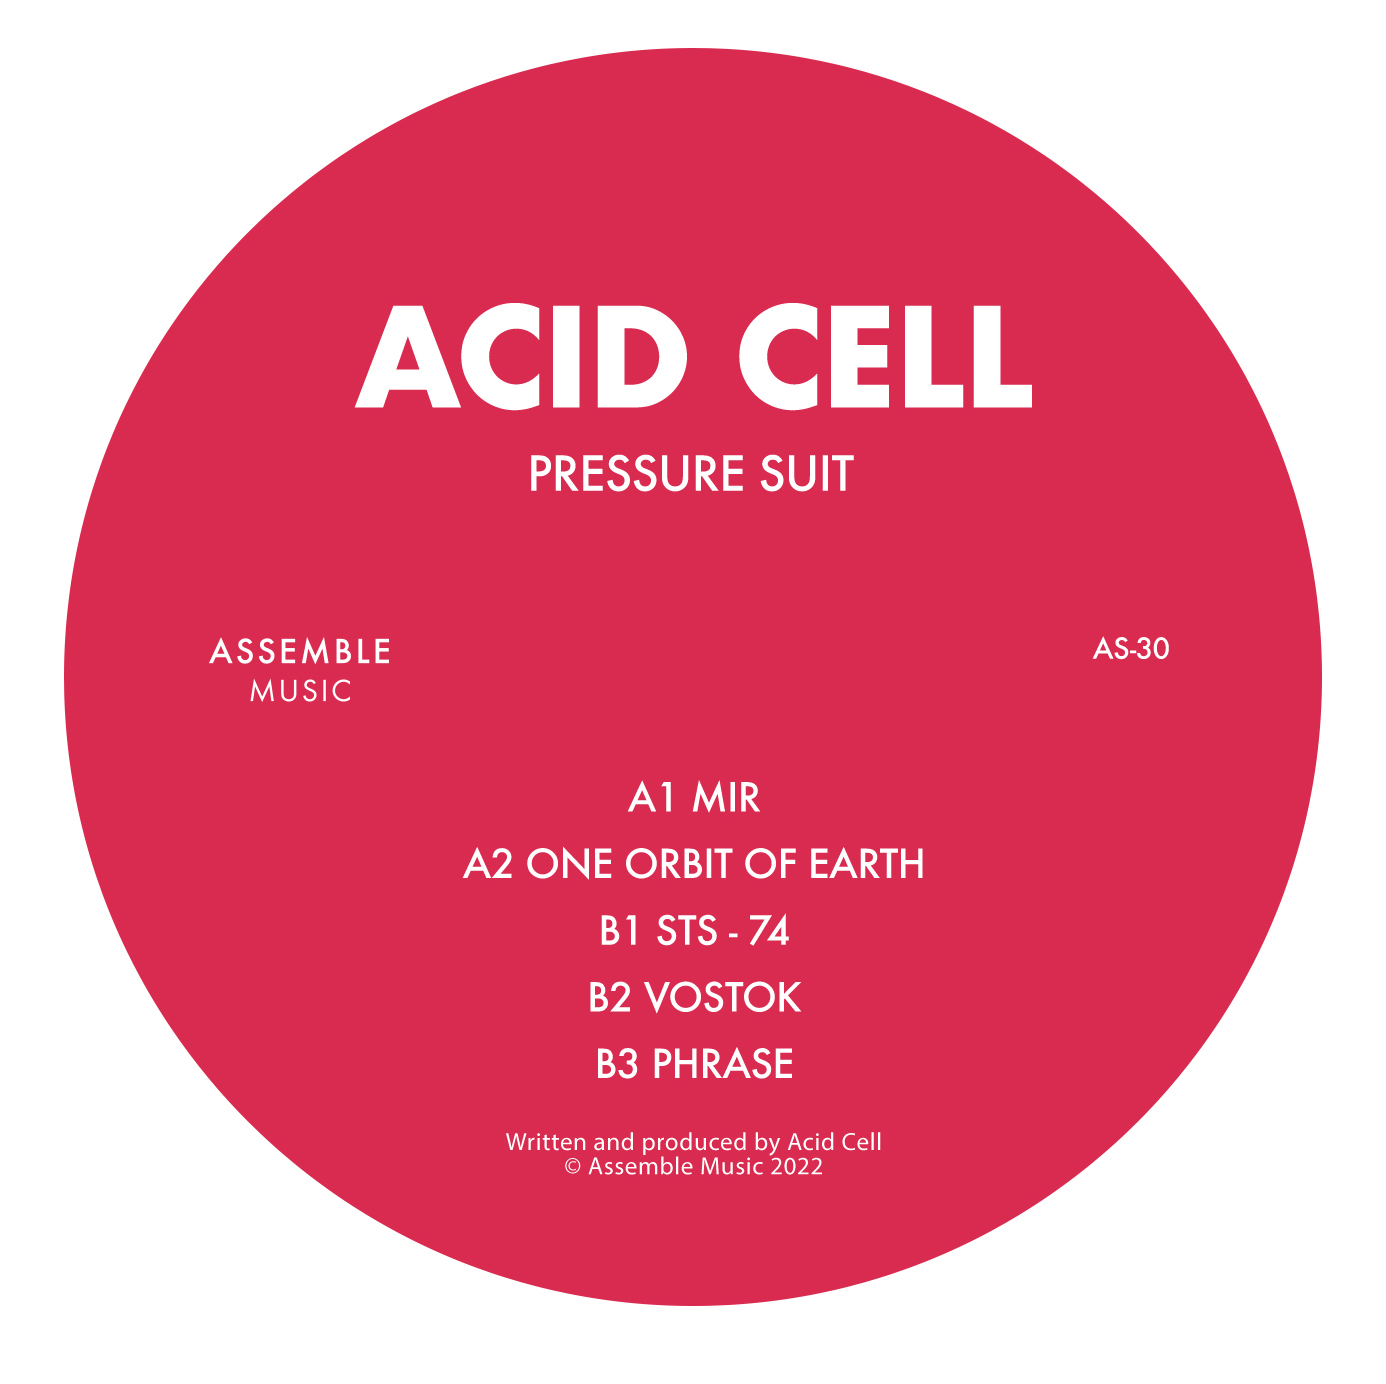 ACID CELL
PRESSURE SUIT
ASSEMBLE
MUSIC
AS-30
A1 MIR
A2 ONE ORBIT OF EARTH
B1 STS - 74
B2 VOSTOK
B3 PHRASE
Written and produced by Acid Cell
© Assemble Music 2022